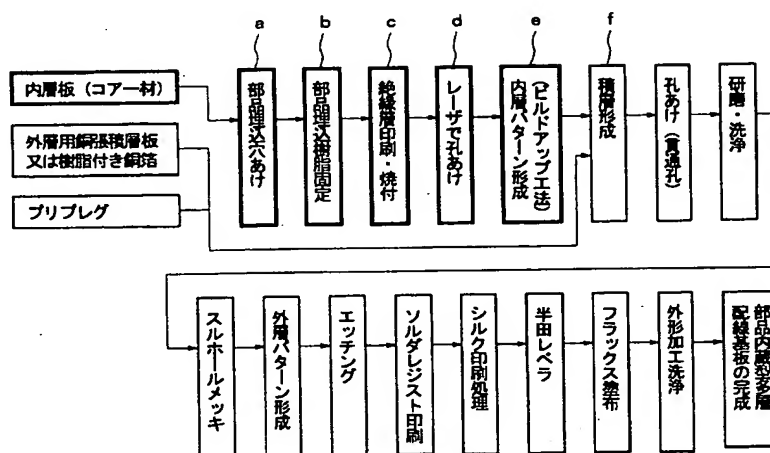 a
b
c
d
e
f
内層板（コアー材）
外層用銅張積層板
又は樹脂付き銅箔
プリプレグ
部品埋込穴あけ
部品埋込樹脂固定
絶縁層印刷・焼付
レーザで孔あけ
（ビルドアップ工法）
内層パターン形成
積層形成
孔あけ（貫通孔）
研磨・洗浄
スルホールメッキ
外層パターン形成
エッチング
ソルダレジスト印刷
シルク印刷処理
半田レベラ
フラックス塗布
外形加工洗浄
部品内蔵型多層
配線基板の完成